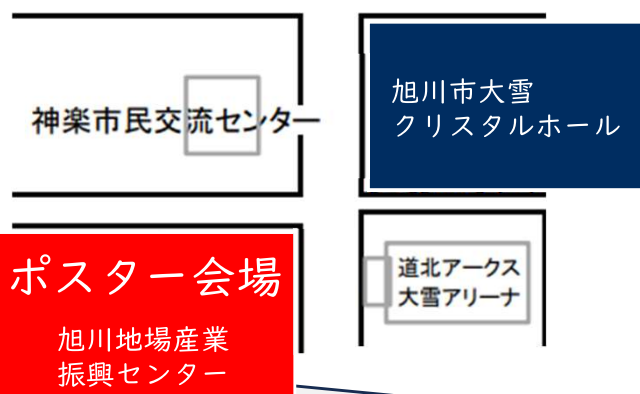 神楽市民交流センター
旭川市大雪
クリスタルホール
ポスター会場
旭川地場産業
振興センター
道北アークス
大雪アリーナ